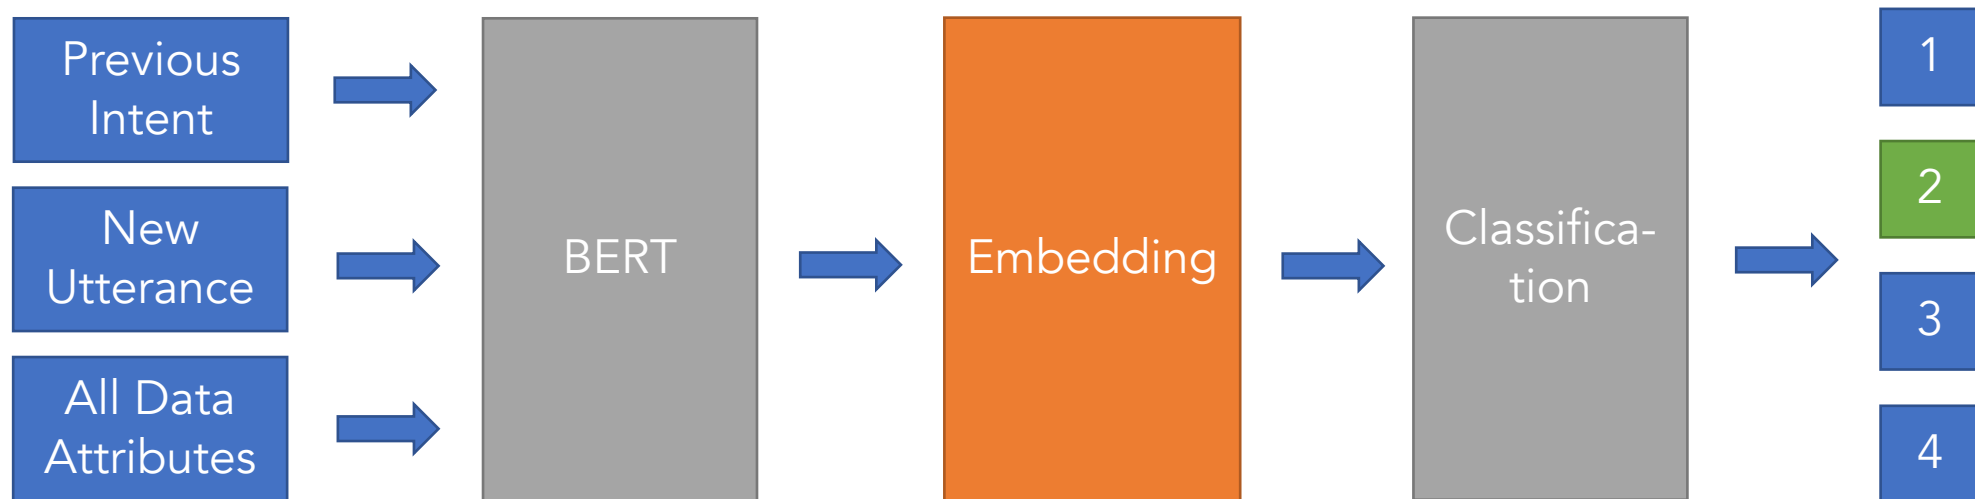 Previous
Intent
New
Utterance
All Data
Attributes
BERT
Embedding
Classifica-
tion
1
2
3
4